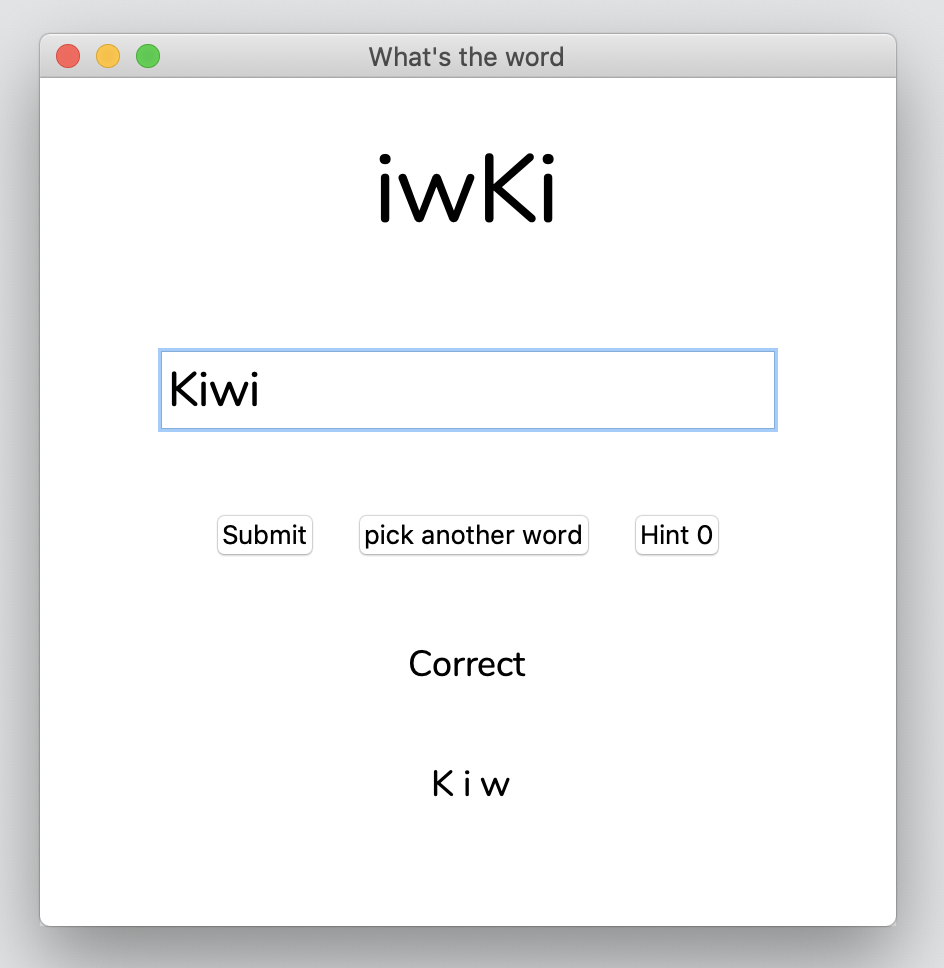 What's the word
iwKi
Kiwi
Submit pick another word Hint 0
Correct
K i w